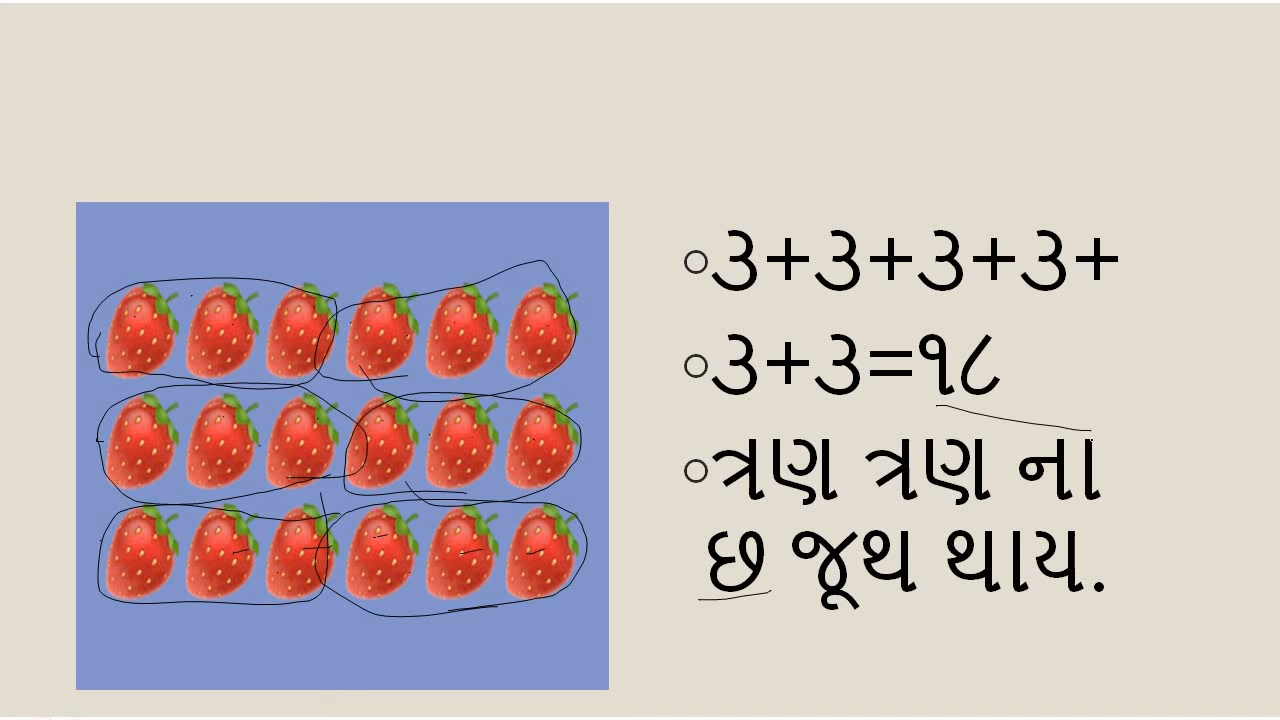 ૩+૩+૩+૩+
૩+૩=૧૮
ત્રણ ત્રણ ના
છ જૂથ થાય.